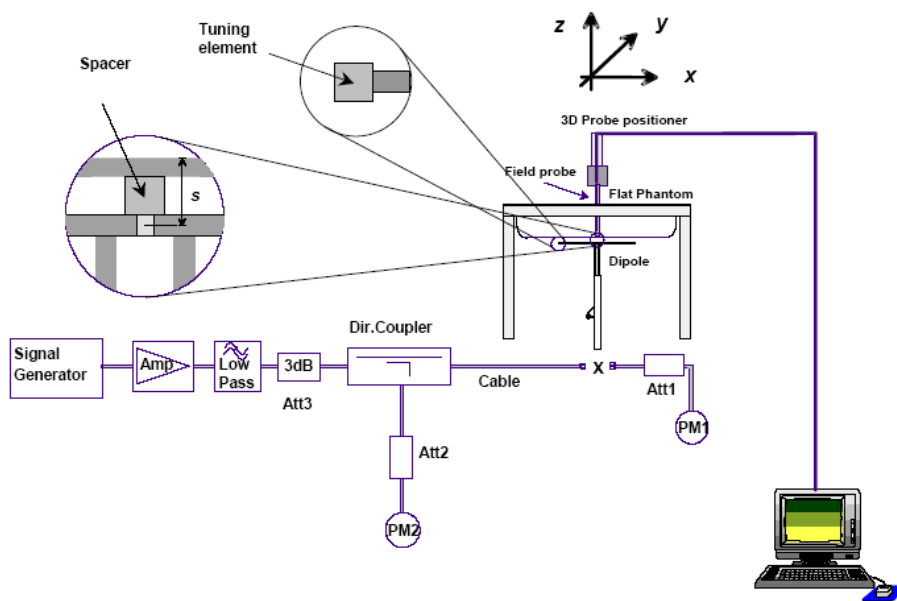 Tuning
element
Spacer
s
z
y
x
3D Probe positioner
Field probe
Flat Phantom
Dipole
Dir.Coupler
Signal
Generator
Amp
Low
Pass
3dB
Att3
Cable
X
Att1
PM1
Att2
PM2